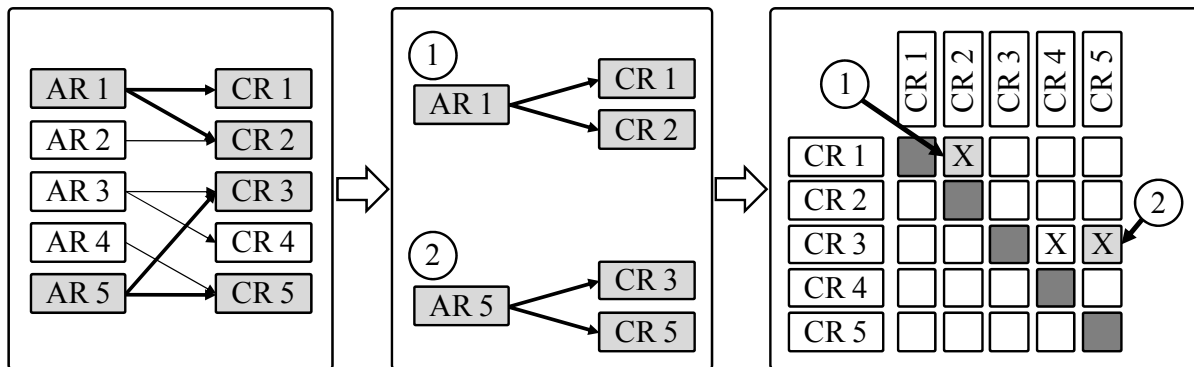 AR 1 CR 1
AR 2 CR 2
AR 3 CR 3
AR 4 CR 4
AR 5 CR 5
1
AR 1
CR 1
CR 2
2
AR 5
CR 3
CR 5
CR 1 CR 2 CR 3 CR 4 CR 5
1
CR 1 X
CR 2
2
CR 3 X X
CR 4
CR 5